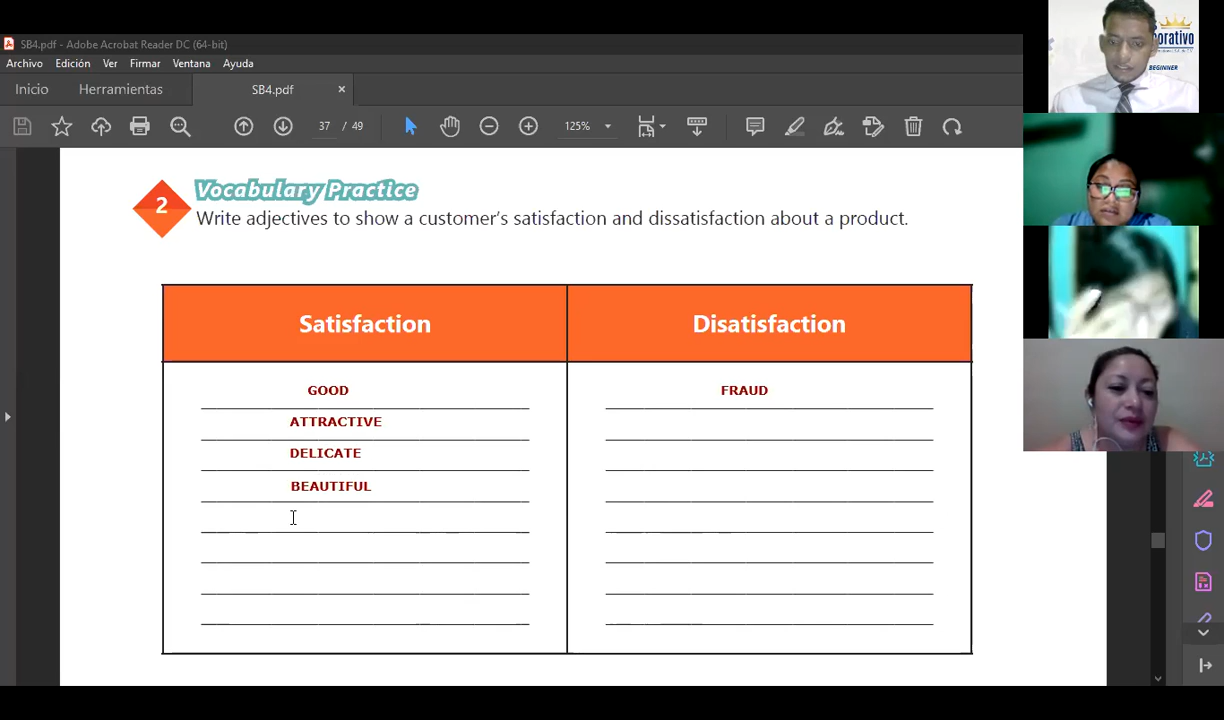 SB4.pdf - Adobe Acrobat Reader DC (64-bit)
Archivo Edición Ver Firmar Ventana Ayuda
Inicio Herramientas SB4.pdf ×
37 / 49 125%
orativo
BEGINNER
2 Vocabulary Practice
Write adjectives to show a customer's satisfaction and dissatisfaction about a product.
Satisfaction Disatisfaction
GOOD FRAUD
ATTRACTIVE
DELICATE
BEAUTIFUL